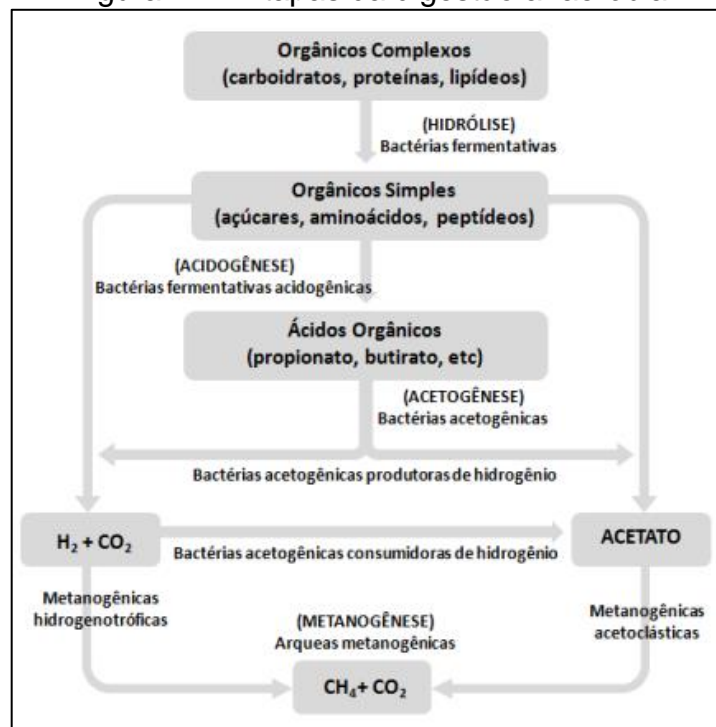 Orgânicos Complexos
(carboidratos, proteínas, lipídeos)
(HIDRÓLISE)
Bactérias fermentativas
Orgânicos Simples
(açúcares, aminoácidos, peptídeos)
(ACIDOGÊNESE)
Bactérias fermentativas acidogênicas
Ácidos Orgânicos
(propionato, butirato, etc)
(ACETOGÊNESE)
Bactérias acetogênicas
Bactérias acetogênicas produtoras de hidrogênio
H₂ + CO₂
ACETATO
Bactérias acetogênicas consumidoras de hidrogênio
Metanogênicas
hidrogenotróficas
(METANOGÊNESE)
Arqueas metanogênicas
Metanogênicas
acetoclásticas
CH₄ + CO₂